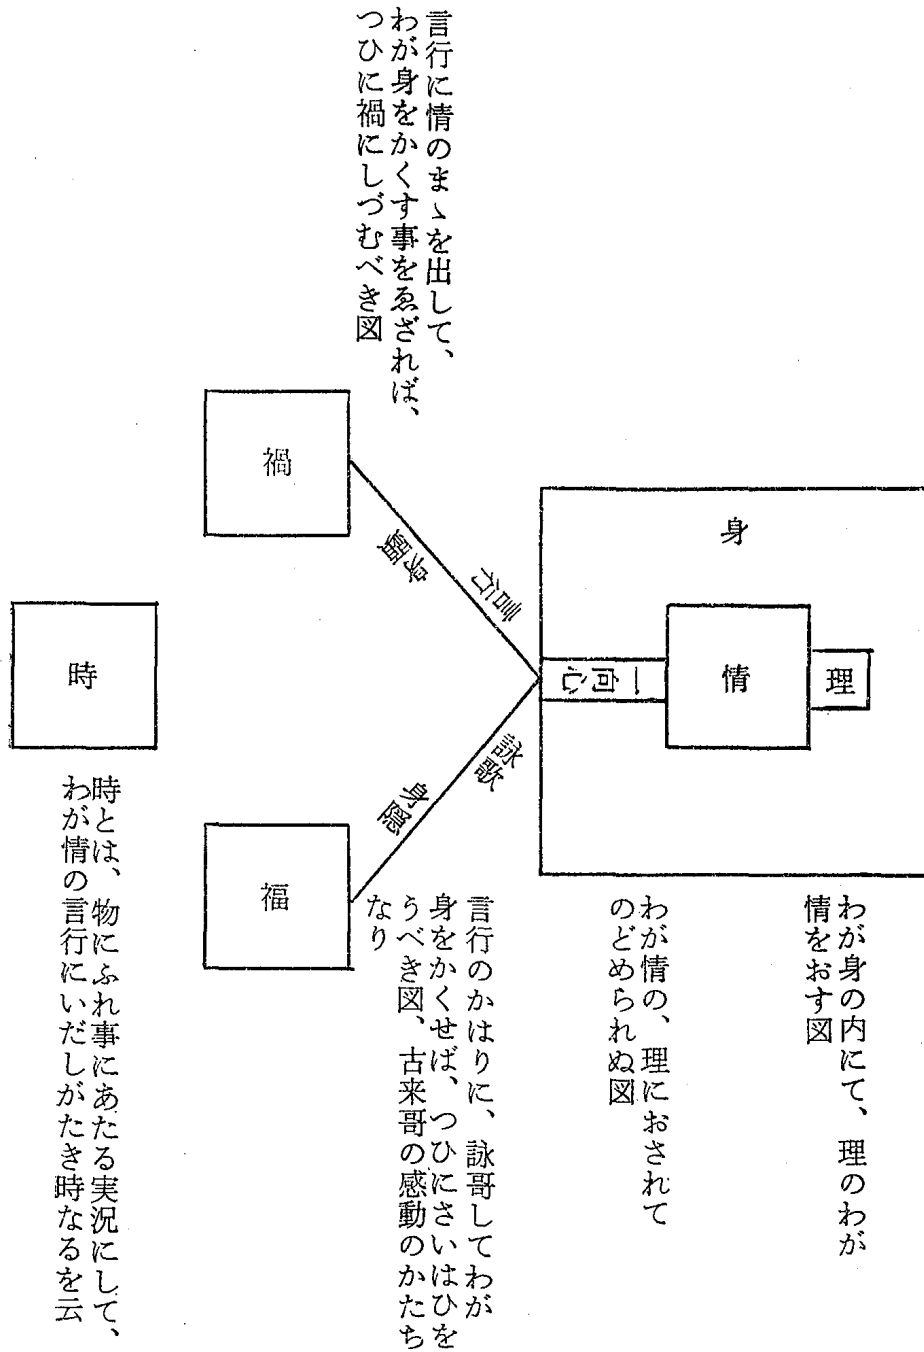 わが身の内にて、理のわが
情をおす図
理
身
情
わが情の、理におされて
のどめられぬ図
一向心
言行
詠歌
身隠
言行に情のまゝを出して、
わが身をかくす事をゑざれば、
つひに禍にしづむべき図
言行のかはりに、詠哥してわが
身をかくせば、つひにさいはひを
うべき図、古来哥の感動のかたち
なり
禍
福
時
時とは、物にふれ事にあたる実況にして、
わが情の言行にいだしがたき時なるを云